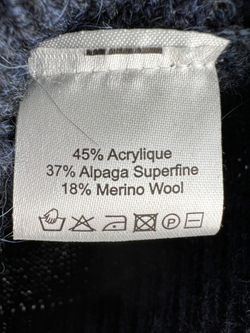 45% Acrylique
37% Alpaga Superfine
18% Merino Wool